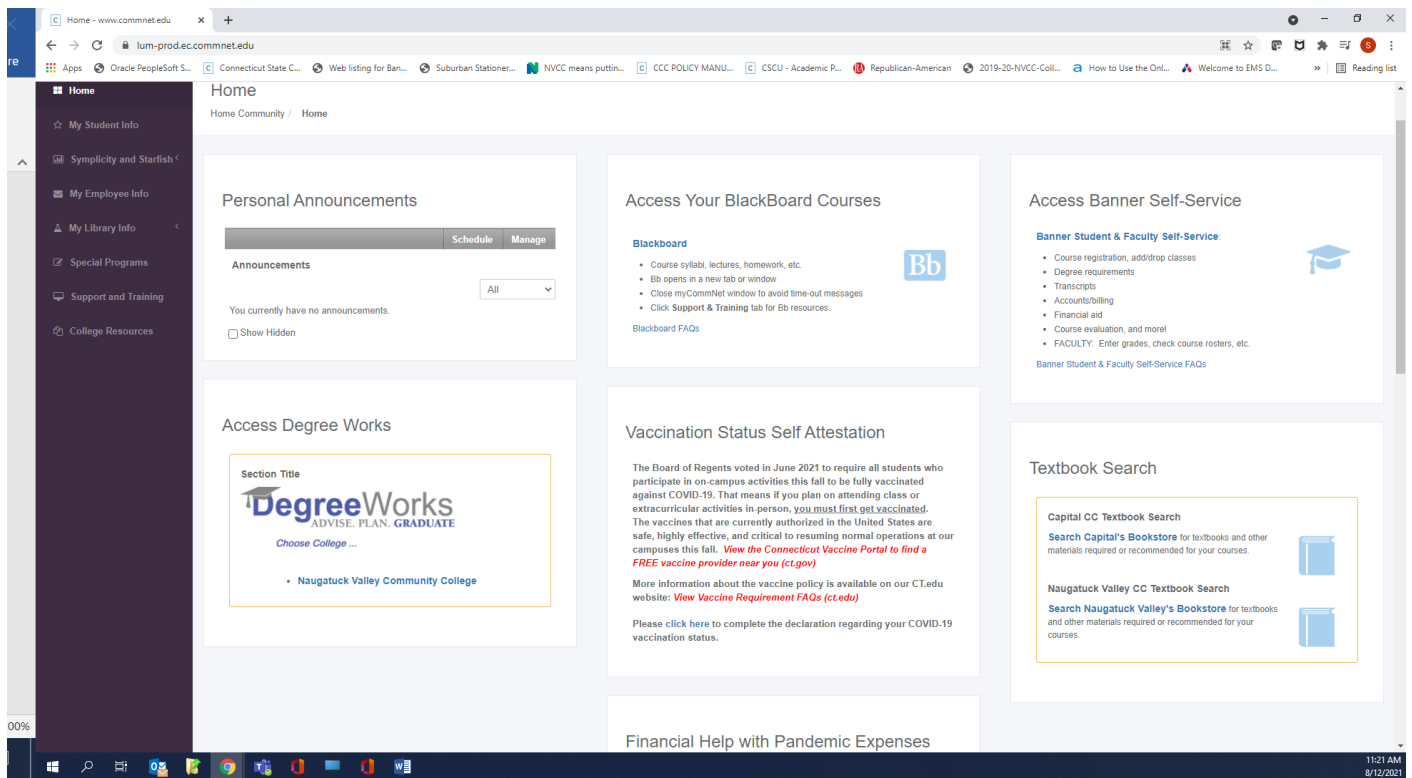 Home - www.commnet.edu
lum-prod.ec.commnet.edu
S
re
Apps
Oracle PeopleSoft S...
Connecticut State C...
Web listing for Ban...
Suburban Stationer...
NVCC means puttin...
CCC POLICY MANU...
CSCU - Academic P...
Republican-American
2019-20-NVCC-Coll...
How to Use the Onl...
Welcome to EMS D...
»
Reading list
Home
My Student Info
Symplicity and Starfish
My Employee Info
My Library Info
Special Programs
Support and Training
College Resources
Home
Home Community / Home
Personal Announcements
Schedule Manage
Announcements
All
You currently have no announcements.
Show Hidden
Access Degree Works
Section Title
DegreeWorks
ADVISE. PLAN. GRADUATE
Choose College ...
• Naugatuck Valley Community College
Access Your BlackBoard Courses
Blackboard
• Course syllabi, lectures, homework, etc.
• Bb opens in a new tab or window
• Close myCommNet window to avoid time-out messages
• Click Support & Training tab for Bb resources.
Bb
Blackboard FAQs
Vaccination Status Self Attestation
The Board of Regents voted in June 2021 to require all students who
participate in on-campus activities this fall to be fully vaccinated
against COVID-19. That means if you plan on attending class or
extracurricular activities in-person, you must first get vaccinated.
The vaccines that are currently authorized in the United States are
safe, highly effective, and critical to resuming normal operations at our
campuses this fall. View the Connecticut Vaccine Portal to find a
FREE vaccine provider near you (ct.gov)
More information about the vaccine policy is available on our CT.edu
website: View Vaccine Requirement FAQs (ct.edu)
Please click here to complete the declaration regarding your COVID-19
vaccination status.
Financial Help with Pandemic Expenses
Access Banner Self-Service
Banner Student & Faculty Self-Service:
• Course registration, add/drop classes
• Degree requirements
• Transcripts
• Accounts/billing
• Financial aid
• Course evaluation, and more!
• FACULTY: Enter grades, check course rosters, etc.
Banner Student & Faculty Self-Service FAQs
Textbook Search
Capital CC Textbook Search
Search Capital's Bookstore for textbooks and other
materials required or recommended for your courses.
Naugatuck Valley CC Textbook Search
Search Naugatuck Valley's Bookstore for textbooks
and other materials required or recommended for your
courses.
00%
11:21 AM
8/12/2021